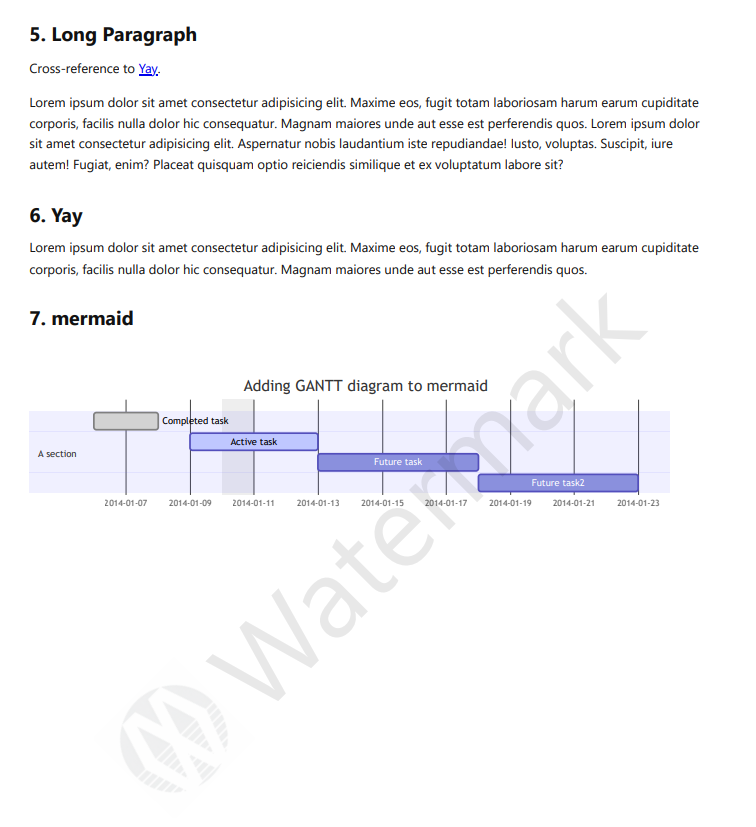 5. Long Paragraph
Cross-reference to Yay.
Lorem ipsum dolor sit amet consectetur adipisicing elit. Maxime eos, fugit totam laboriosam harum earum cupiditate
corporis, facilis nulla dolor hic consequatur. Magnam maiores unde aut esse est perferendis quos. Lorem ipsum dolor
sit amet consectetur adipisicing elit. Aspernatur nobis laudantium iste repudiandae! Iusto, voluptas. Suscipit, iure
autem! Fugiat, enim? Placeat quisquam optio reiciendis similique et ex voluptatum labore sit?
6. Yay
Lorem ipsum dolor sit amet consectetur adipisicing elit. Maxime eos, fugit totam laboriosam harum earum cupiditate
corporis, facilis nulla dolor hic consequatur. Magnam maiores unde aut esse est perferendis quos.
7. mermaid
Adding GANTT diagram to mermaid
Completed task
Active task
A section
Future task
Future task2
2014-01-07 2014-01-09 2014-01-11 2014-01-13 2014-01-15 2014-01-17 2014-01-19 2014-01-21 2014-01-23
Watermark